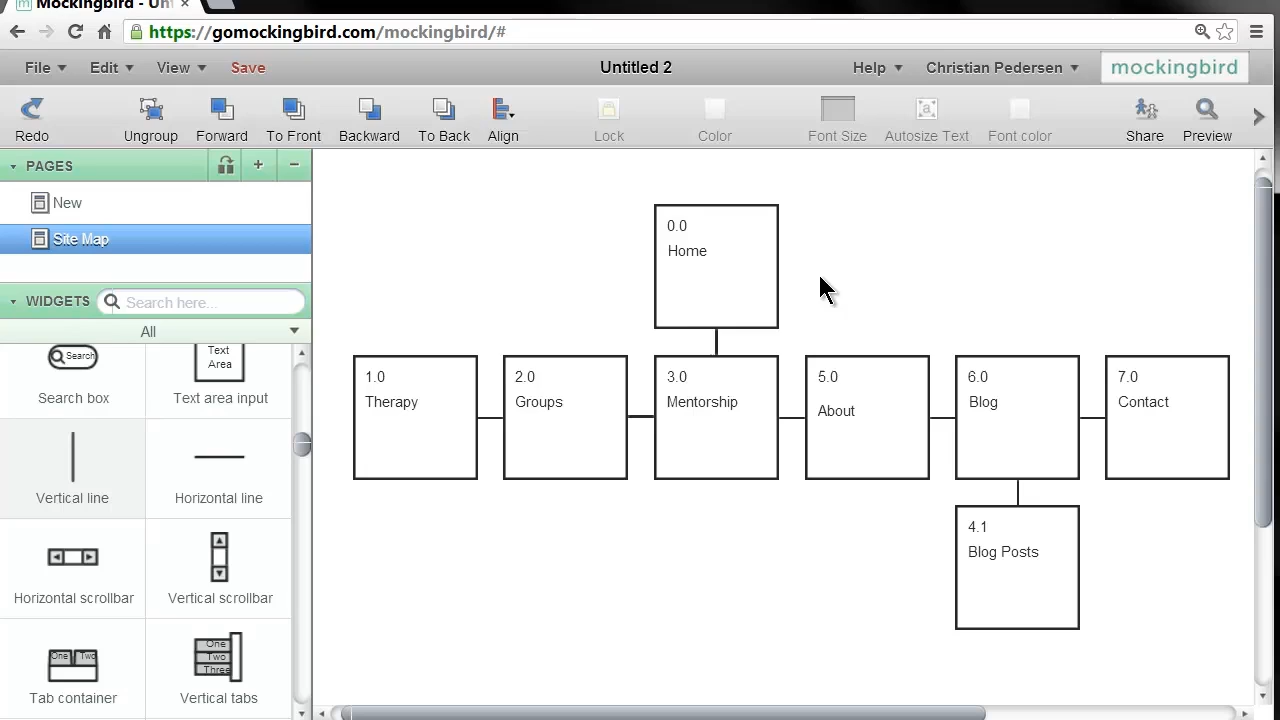 Mockingbird - Unt
https://gomockingbird.com/mockingbird/#
File Edit View Save Untitled 2 Help Christian Pedersen mockingbird
Redo Ungroup Forward To Front Backward To Back Align Lock Color Font Size Autosize Text Font color Share Preview
PAGES
New
Site Map
WIDGETS Search here...
All
Search Text Area
Search box Text area input
Vertical line Horizontal line
Horizontal scrollbar Vertical scrollbar
One Two One Two Three
Tab container Vertical tabs
0.0
Home
1.0
Therapy
2.0
Groups
3.0
Mentorship
5.0
About
6.0
Blog
7.0
Contact
4.1
Blog Posts